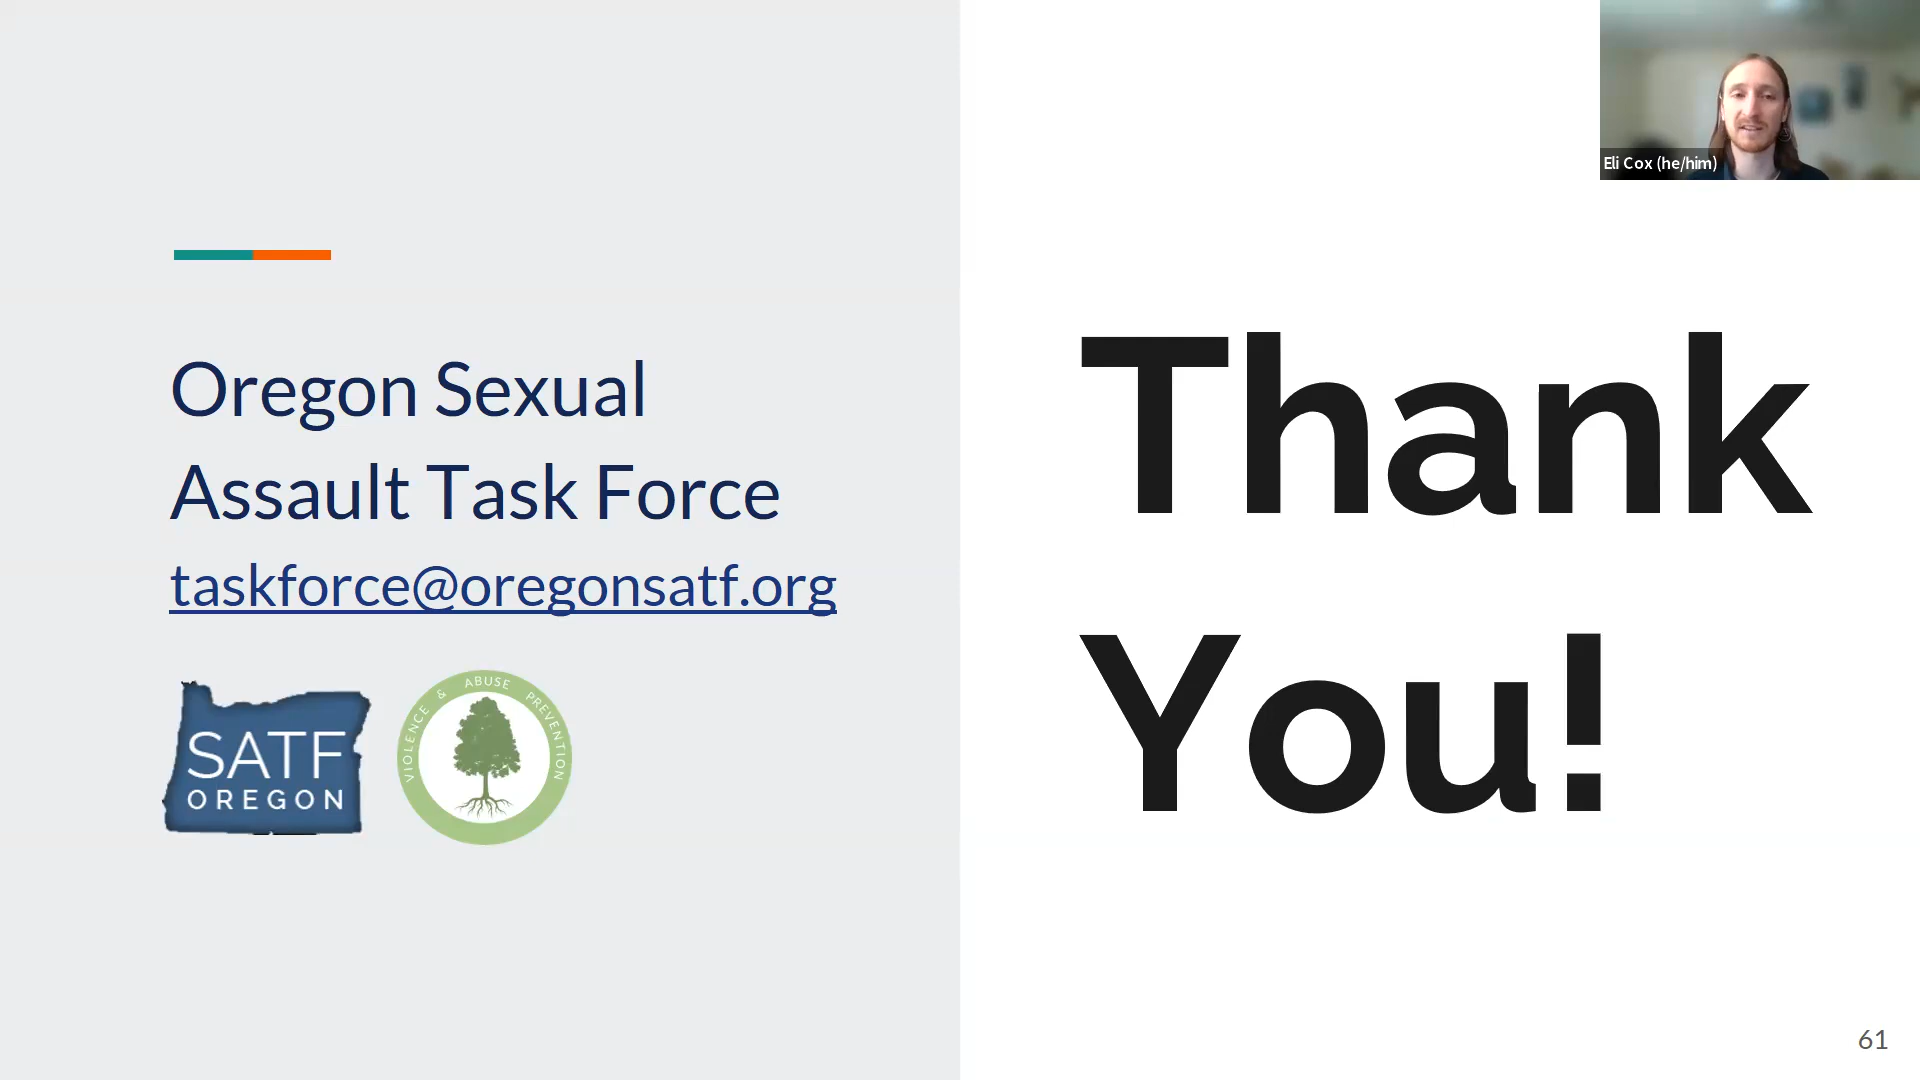 Oregon Sexual
Assault Task Force
taskforce@oregonsatf.org
SATF
OREGON
VIOLENCE & ABUSE PREVENTION
Thank
You!
Eli Cox (he/him)
61